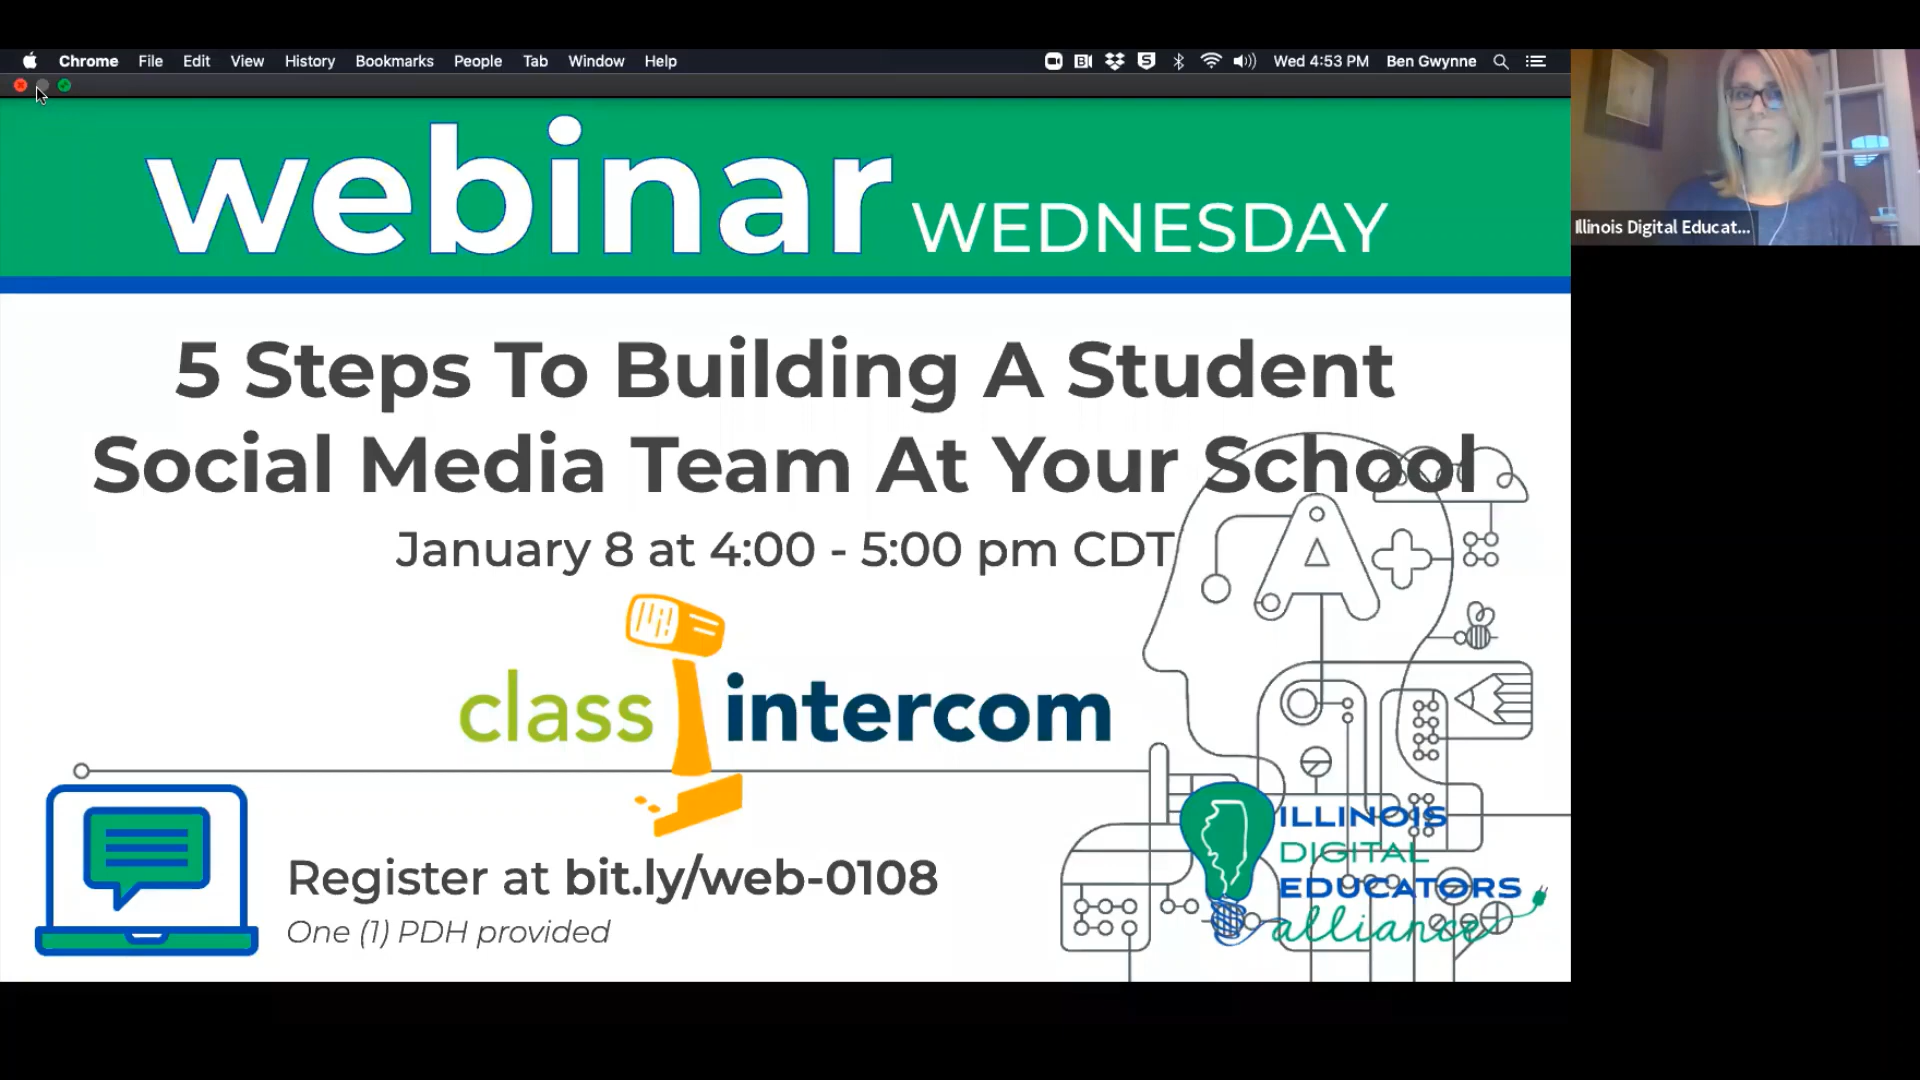 Chrome File Edit View History Bookmarks People Tab Window Help Wed 4:53 PM Ben Gwynne
webinar WEDNESDAY
Illinois Digital Educat...
5 Steps To Building A Student
Social Media Team At Your School
January 8 at 4:00 - 5:00 pm CDT
A
class intercom
ILLINOIS
DIGITAL
EDUCATORS
alliance
Register at bit.ly/web-0108
One (1) PDH provided